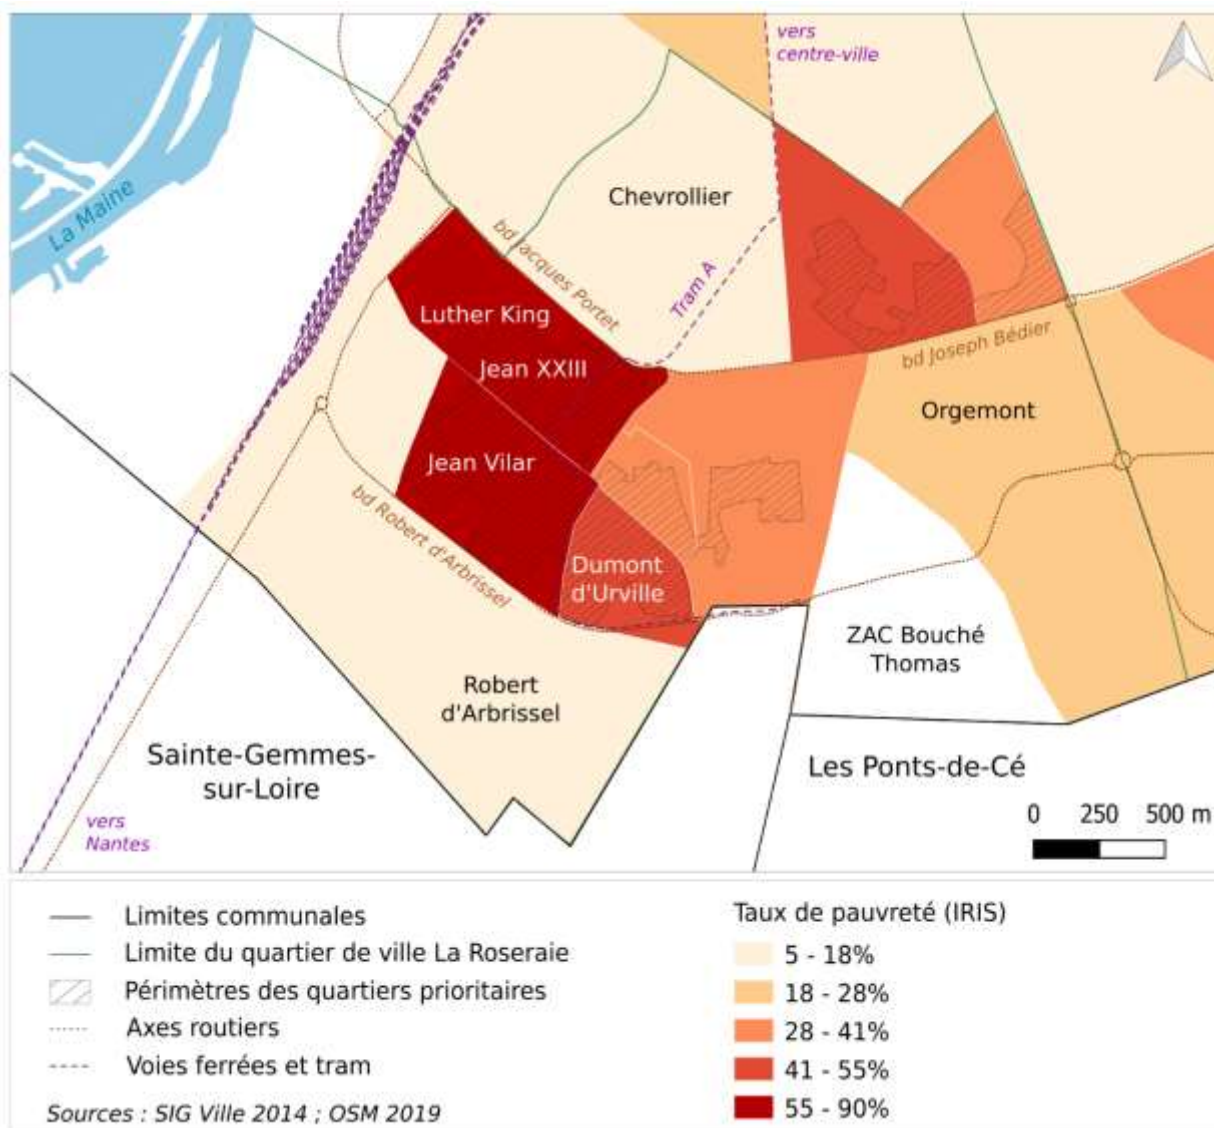 vers
centre-ville
La Maine
Chevrollier
bd Jacques Portet
Tram A
Luther King
bd Joseph Bédier
Jean XXIII
Orgemont
Jean Vilar
bd Robert d'Arbrissel
Dumont
d'Urville
ZAC Bouché
Thomas
Robert
d'Arbrissel
Sainte-Gemmes-
sur-Loire
Les Ponts-de-Cé
vers
Nantes
0 250 500 m
Limites communales
Limite du quartier de ville La Roseraie
Périmètres des quartiers prioritaires
Axes routiers
Voies ferrées et tram
Sources : SIG Ville 2014 ; OSM 2019
Taux de pauvreté (IRIS)
5 - 18%
18 - 28%
28 - 41%
41 - 55%
55 - 90%